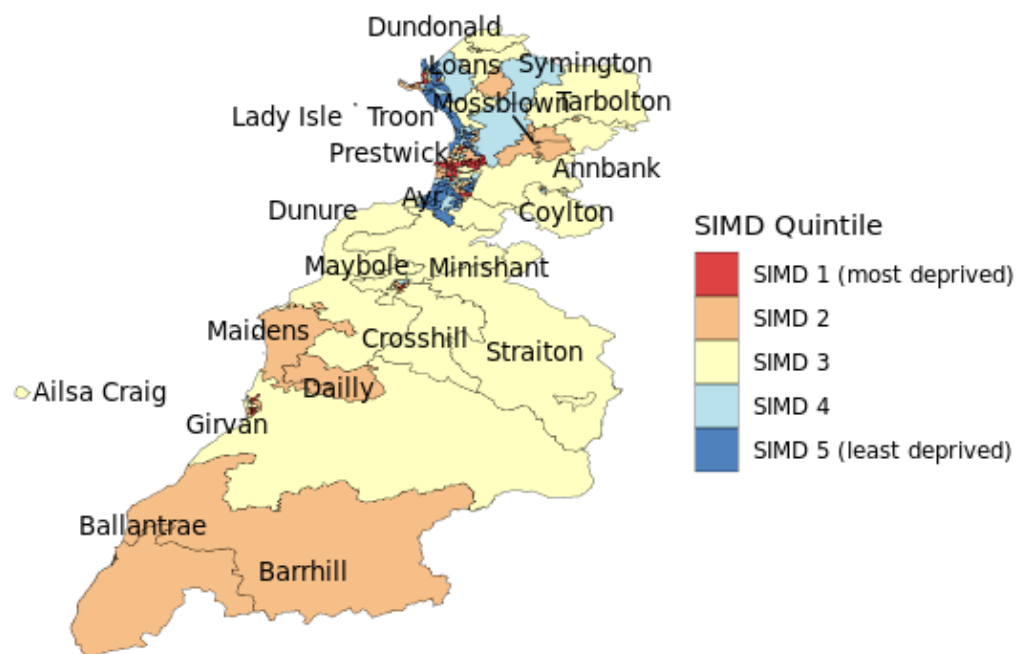 Dundonald
Loans
Symington
Mossblown
Tarbolton
Lady Isle
Troon
Prestwick
Annbank
Ayr
Dunure
Coylton
Maybole
Minishant
Maidens
Crosshill
Straiton
Dailly
Ailsa Craig
Girvan
Ballantrae
Barrhill
SIMD Quintile
SIMD 1 (most deprived)
SIMD 2
SIMD 3
SIMD 4
SIMD 5 (least deprived)